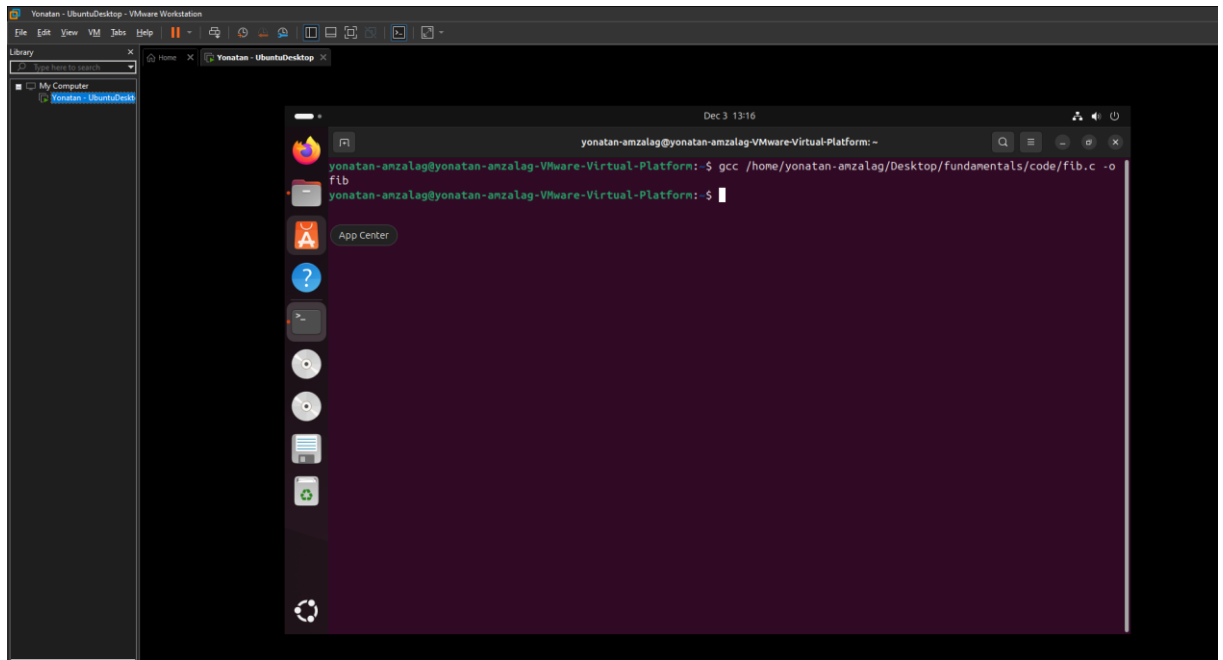 Yonatan - UbuntuDesktop - VMware Workstation
File Edit View VM Tabs Help
Library
Type here to search
My Computer
Yonatan - UbuntuDeskt
Home
Yonatan - UbuntuDesktop
Dec 3 13:16
yonatan-amzalag@yonatan-amzalag-VMware-Virtual-Platform: ~
yonatan-amzalag@yonatan-amzalag-VMware-Virtual-Platform:~$ gcc /home/yonatan-amzalag/Desktop/fundamentals/code/fib.c -o
fib
yonatan-amzalag@yonatan-amzalag-VMware-Virtual-Platform:~$
App Center